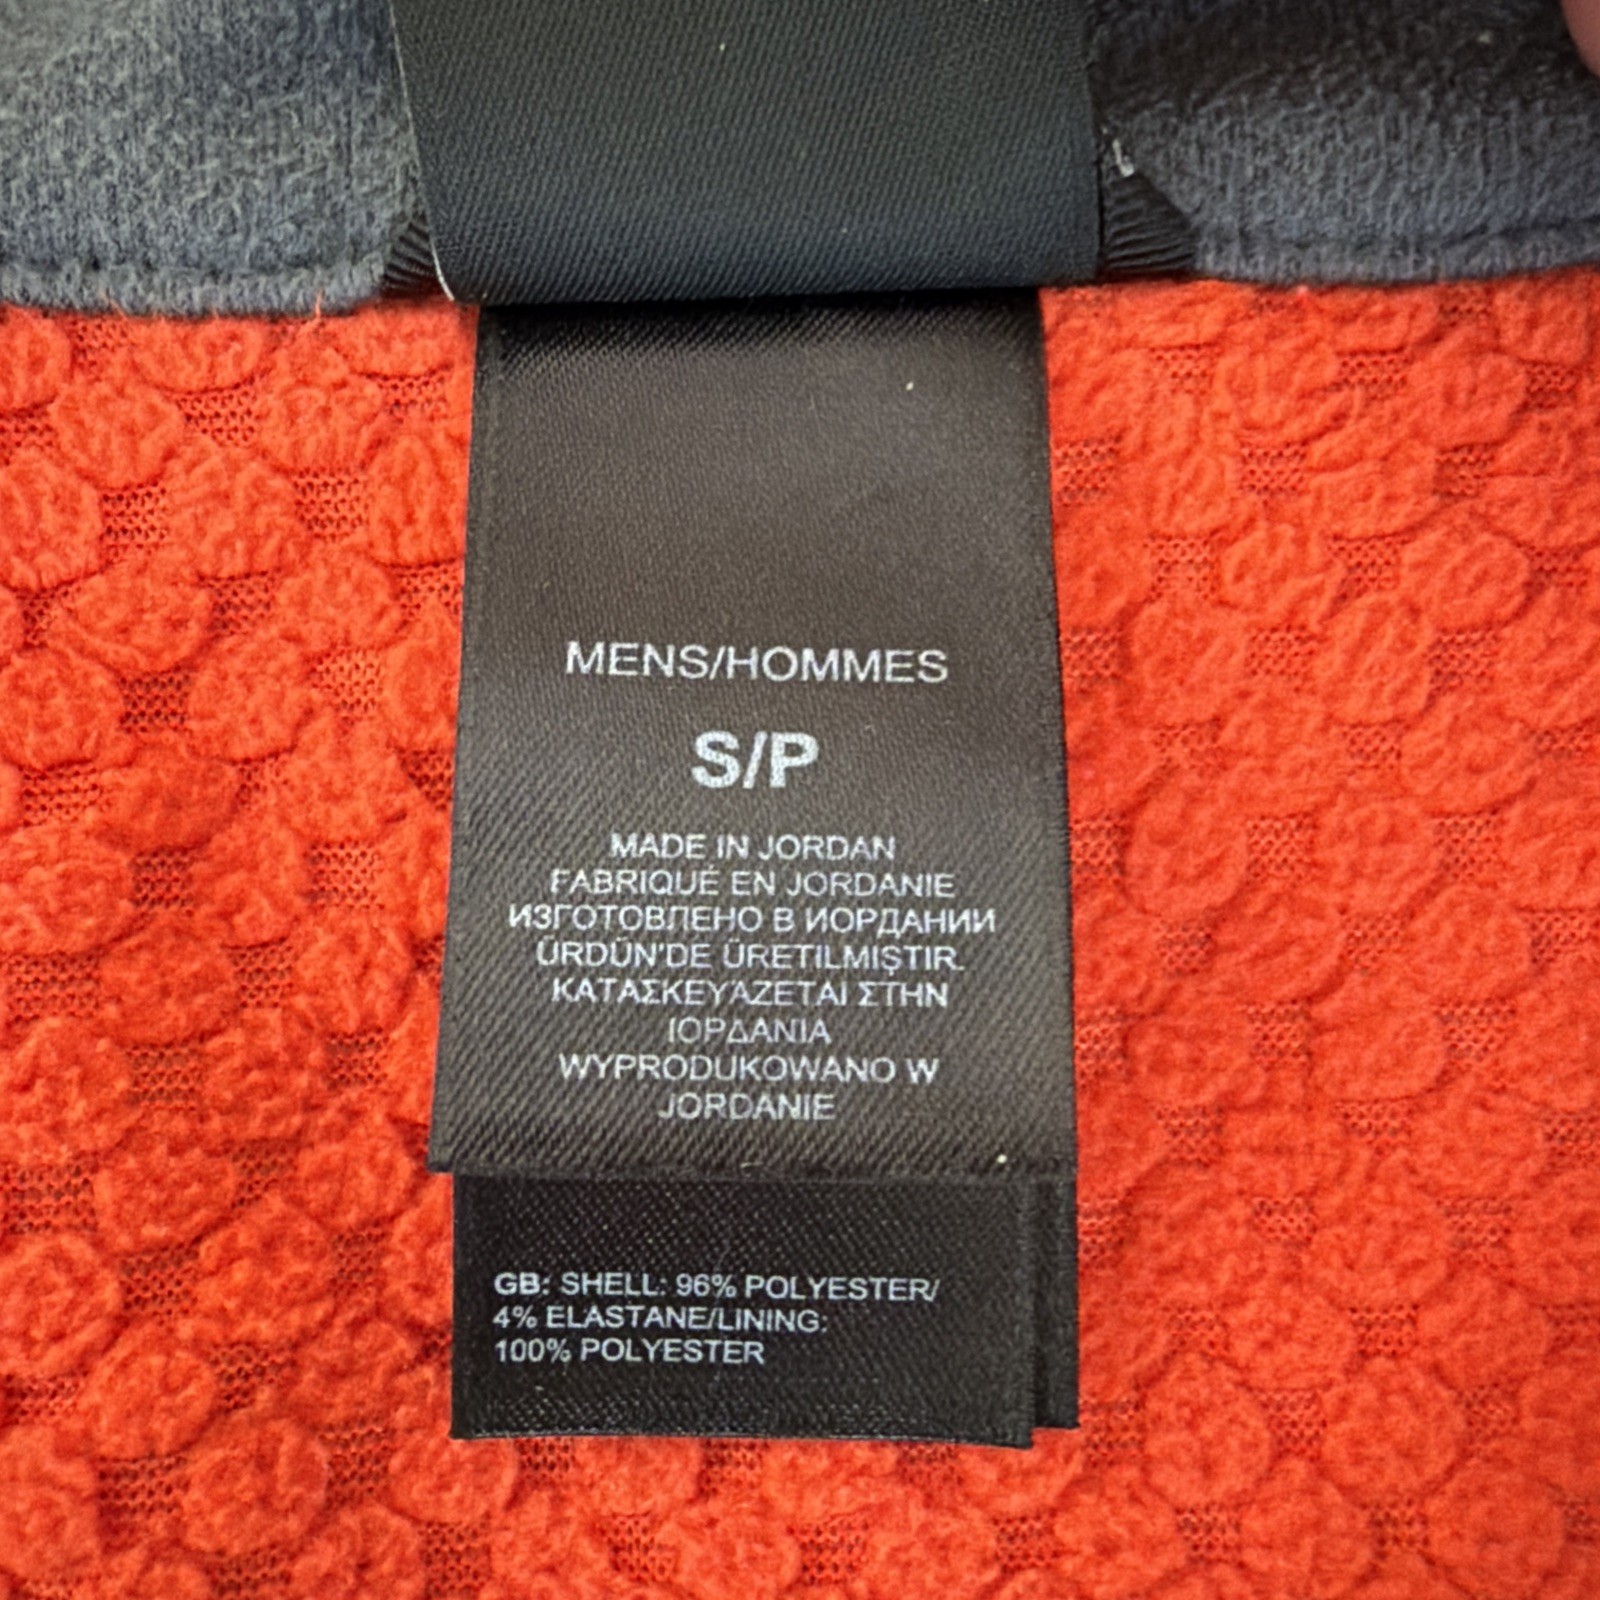 MENS/HOMMES
S/P
MADE IN JORDAN
FABRIQUÉ EN JORDANIE
ИЗГОТОВЛЕНО В ИОРДАНИИ
ÜRDÜN'DE ÜRETILMIŞTIR.
ΚΑΤΑΣΚΕΥΆΖΕΤΑΙ ΣΤΗΝ
ΙΟΡΔΑΝΙΑ
WYPRODUKOWANO W
JORDANIE
GB: SHELL: 96% POLYESTER/
4% ELASTANE/LINING:
100% POLYESTER